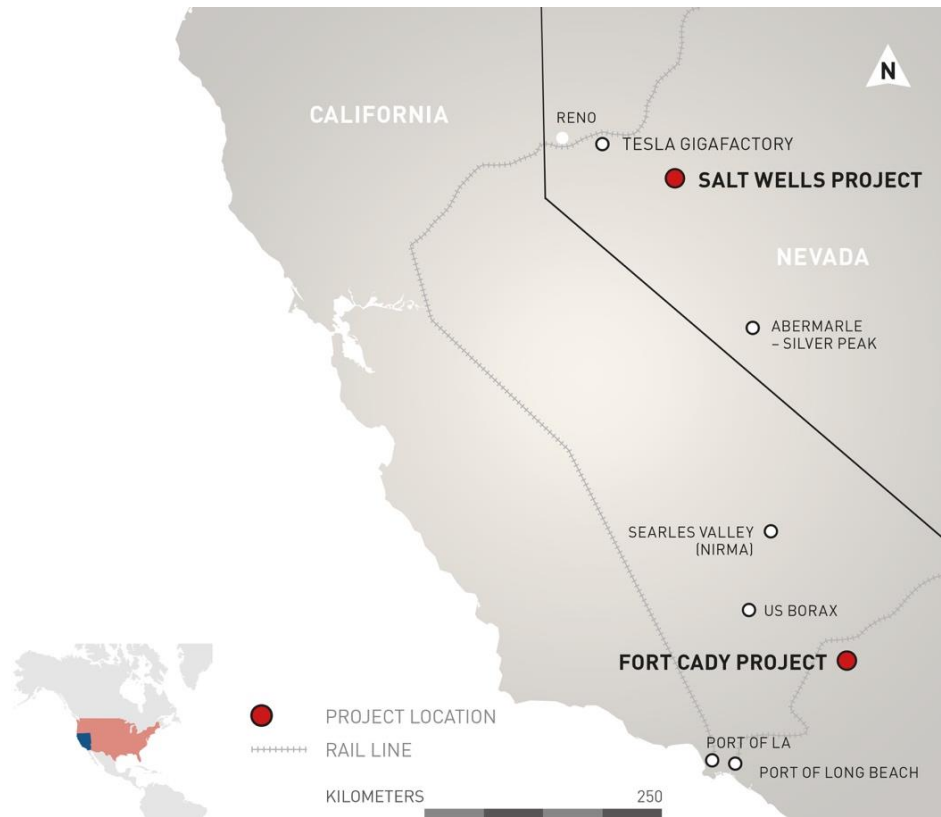 N
CALIFORNIA
RENO
TESLA GIGAFACTORY
SALT WELLS PROJECT
NEVADA
ABERMARLE
– SILVER PEAK
SEARLES VALLEY
(NIRMA)
US BORAX
FORT CADY PROJECT
PROJECT LOCATION
RAIL LINE
PORT OF LA
PORT OF LONG BEACH
KILOMETERS
250